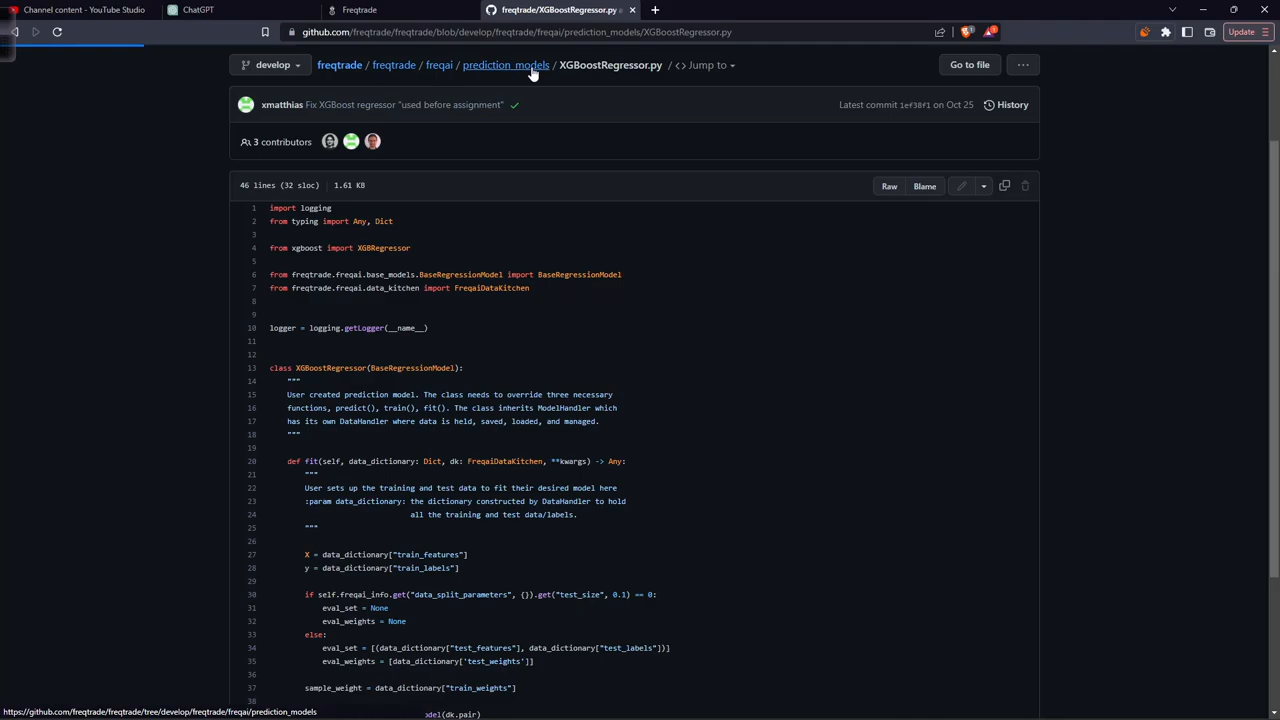 Channel content - YouTube Studio
ChatGPT
Freqtrade
freqtrade/XGBoostRegressor.py a
github.com/freqtrade/freqtrade/blob/develop/freqtrade/freqai/prediction_models/XGBoostRegressor.py
Update
develop
freqtrade / freqtrade / freqai / prediction_models / XGBoostRegressor.py
<> Jump to
Go to file
...
xmatthias Fix XGBoost regressor "used before assignment"
Latest commit 1ef38f1 on Oct 25
History
3 contributors
46 lines (32 sloc) 1.61 KB
Raw
Blame
1 import logging
2 from typing import Any, Dict
3
4 from xgboost import XGBRegressor
5
6 from freqtrade.freqai.base_models.BaseRegressionModel import BaseRegressionModel
7 from freqtrade.freqai.data_kitchen import FreqaiDataKitchen
8
9
10 logger = logging.getLogger(__name__)
11
12
13 class XGBoostRegressor(BaseRegressionModel):
14 """
15 User created prediction model. The class needs to override three necessary
16 functions, predict(), train(), fit(). The class inherits ModelHandler which
17 has its own DataHandler where data is held, saved, loaded, and managed.
18 """
19
20 def fit(self, data_dictionary: Dict, dk: FreqaiDataKitchen, **kwargs) -> Any:
21 """
22 User sets up the training and test data to fit their desired model here
23 :param data_dictionary: the dictionary constructed by DataHandler to hold
24 all the training and test data/labels.
25 """
26
27 X = data_dictionary["train_features"]
28 y = data_dictionary["train_labels"]
29
30 if self.freqai_info.get("data_split_parameters", {}).get("test_size", 0.1) == 0:
31 eval_set = None
32 eval_weights = None
33 else:
34 eval_set = [(data_dictionary["test_features"], data_dictionary["test_labels"])]
35 eval_weights = [data_dictionary['test_weights']]
36
37 sample_weight = data_dictionary["train_weights"]
38
https://github.com/freqtrade/freqtrade/tree/develop/freqtrade/freqai/prediction_models
odel(dk.pair)